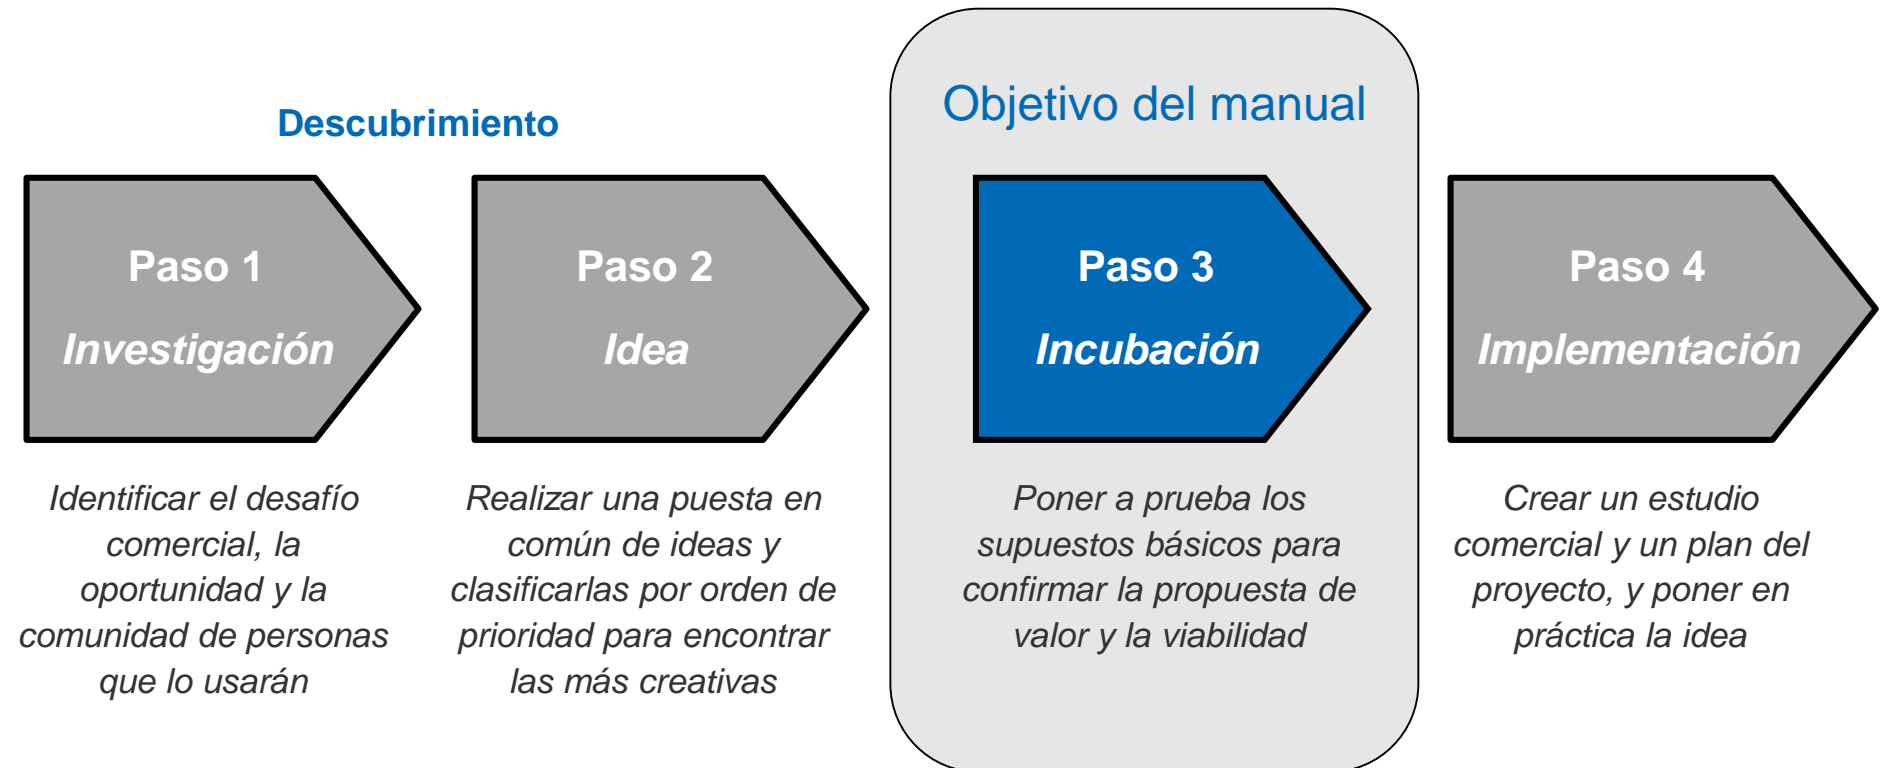 Descubrimiento
Objetivo del manual
Paso 1
Investigación
Paso 2
Idea
Paso 3
Incubación
Paso 4
Implementación
Identificar el desafío
comercial, la
oportunidad y la
comunidad de personas
que lo usarán
Realizar una puesta en
común de ideas y
clasificarlas por orden de
prioridad para encontrar
las más creativas
Poner a prueba los
supuestos básicos para
confirmar la propuesta de
valor y la viabilidad
Crear un estudio
comercial y un plan del
proyecto, y poner en
práctica la idea